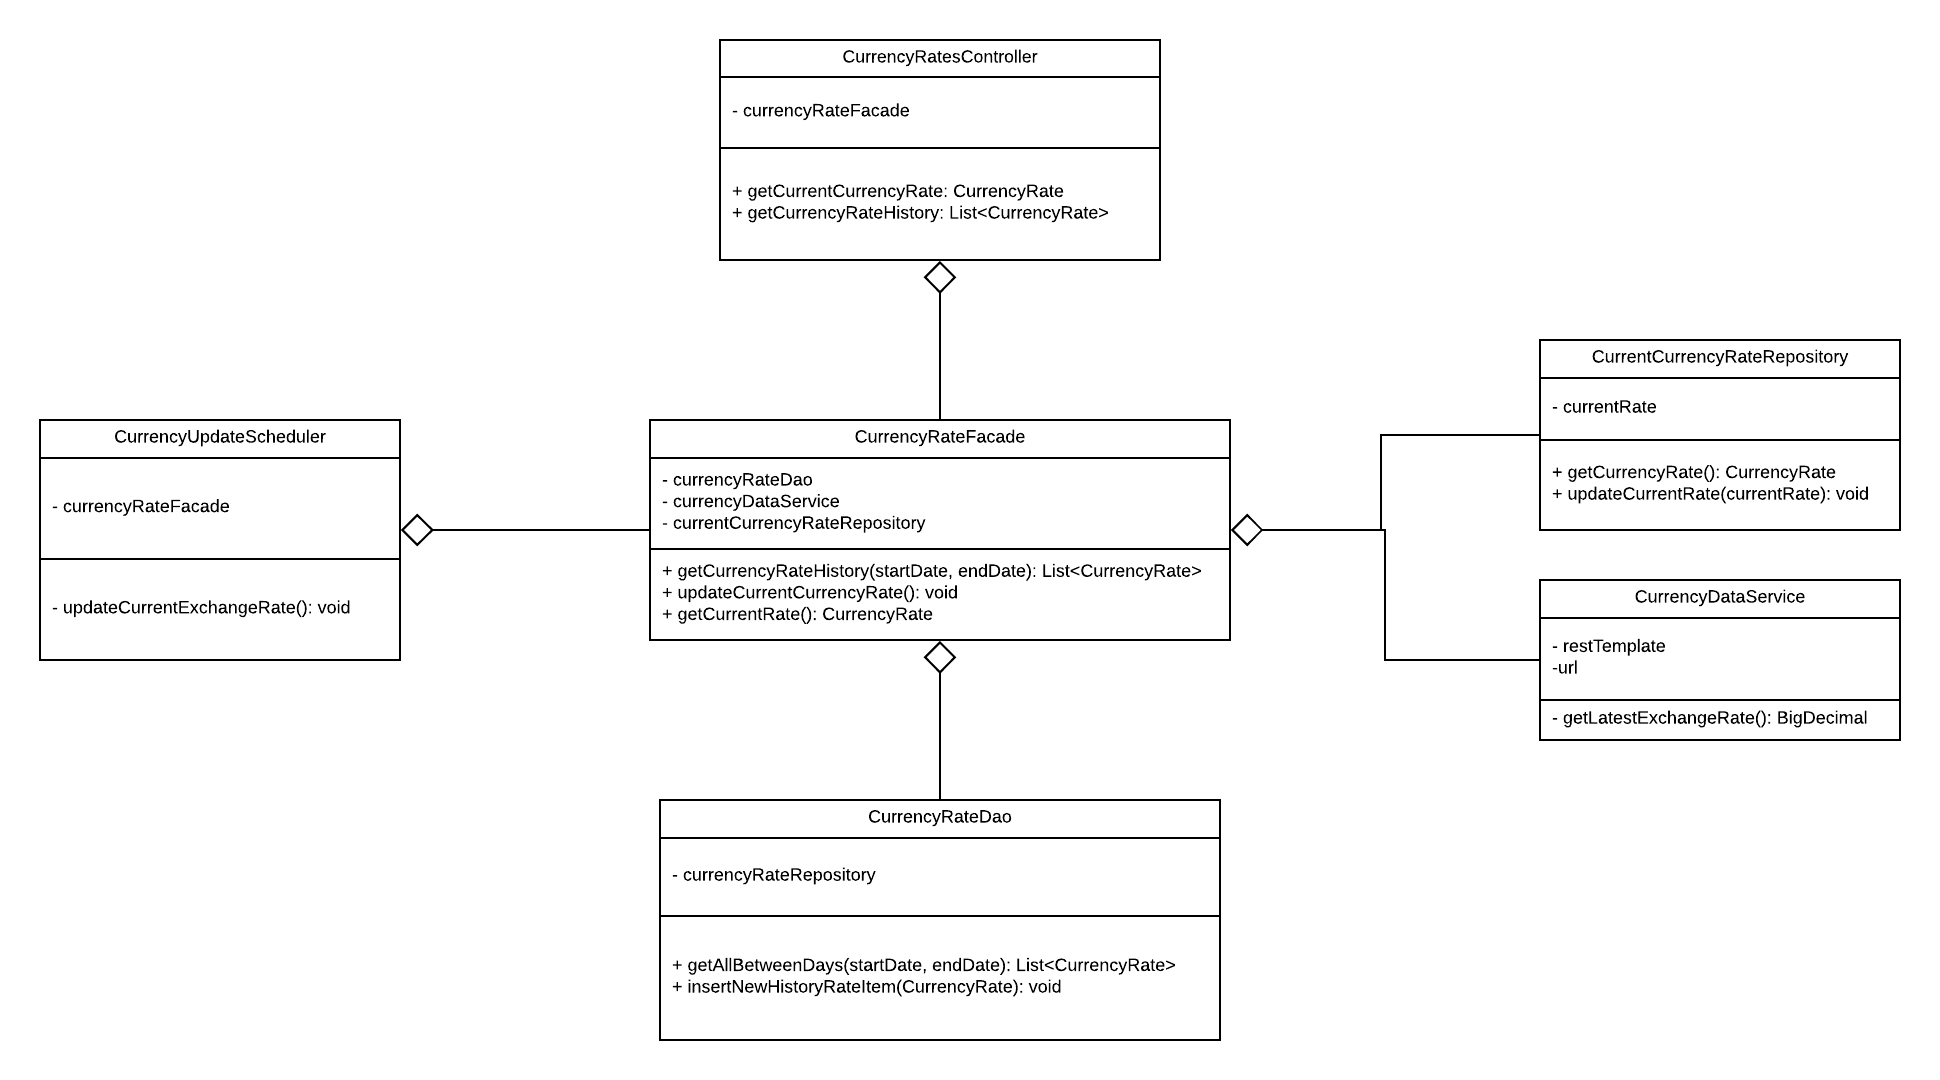 CurrencyRatesController
- currencyRateFacade
+ getCurrentCurrencyRate: CurrencyRate
+ getCurrencyRateHistory: List<CurrencyRate>
CurrencyUpdateScheduler
- currencyRateFacade
- updateCurrentExchangeRate(): void
CurrencyRateFacade
- currencyRateDao
- currencyDataService
- currentCurrencyRateRepository
+ getCurrencyRateHistory(startDate, endDate): List<CurrencyRate>
+ updateCurrentCurrencyRate(): void
+ getCurrentRate(): CurrencyRate
CurrentCurrencyRateRepository
- currentRate
+ getCurrencyRate(): CurrencyRate
+ updateCurrentRate(currentRate): void
CurrencyDataService
- restTemplate
-url
- getLatestExchangeRate(): BigDecimal
CurrencyRateDao
- currencyRateRepository
+ getAllBetweenDays(startDate, endDate): List<CurrencyRate>
+ insertNewHistoryRateItem(CurrencyRate): void